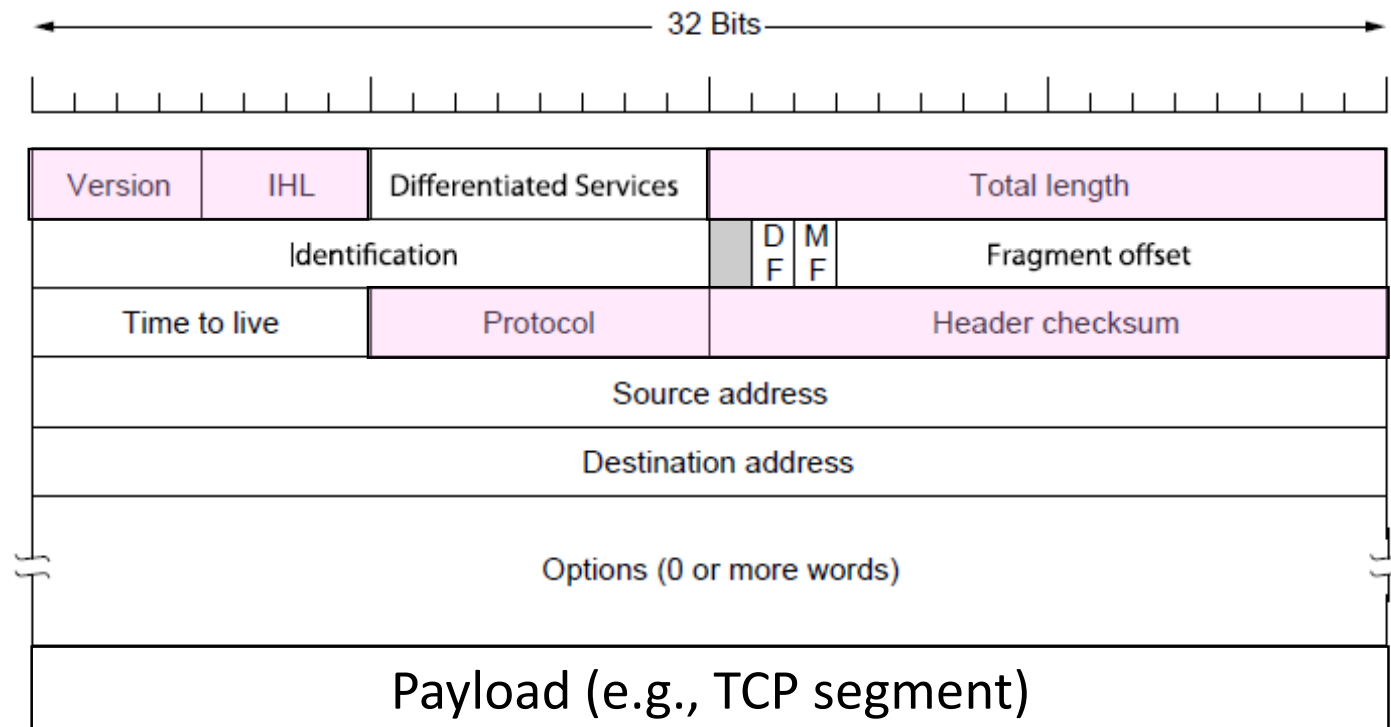 32 Bits
Version IHL Differentiated Services Total length
Identification D F M F Fragment offset
Time to live Protocol Header checksum
Source address
Destination address
Options (0 or more words)
Payload (e.g., TCP segment)